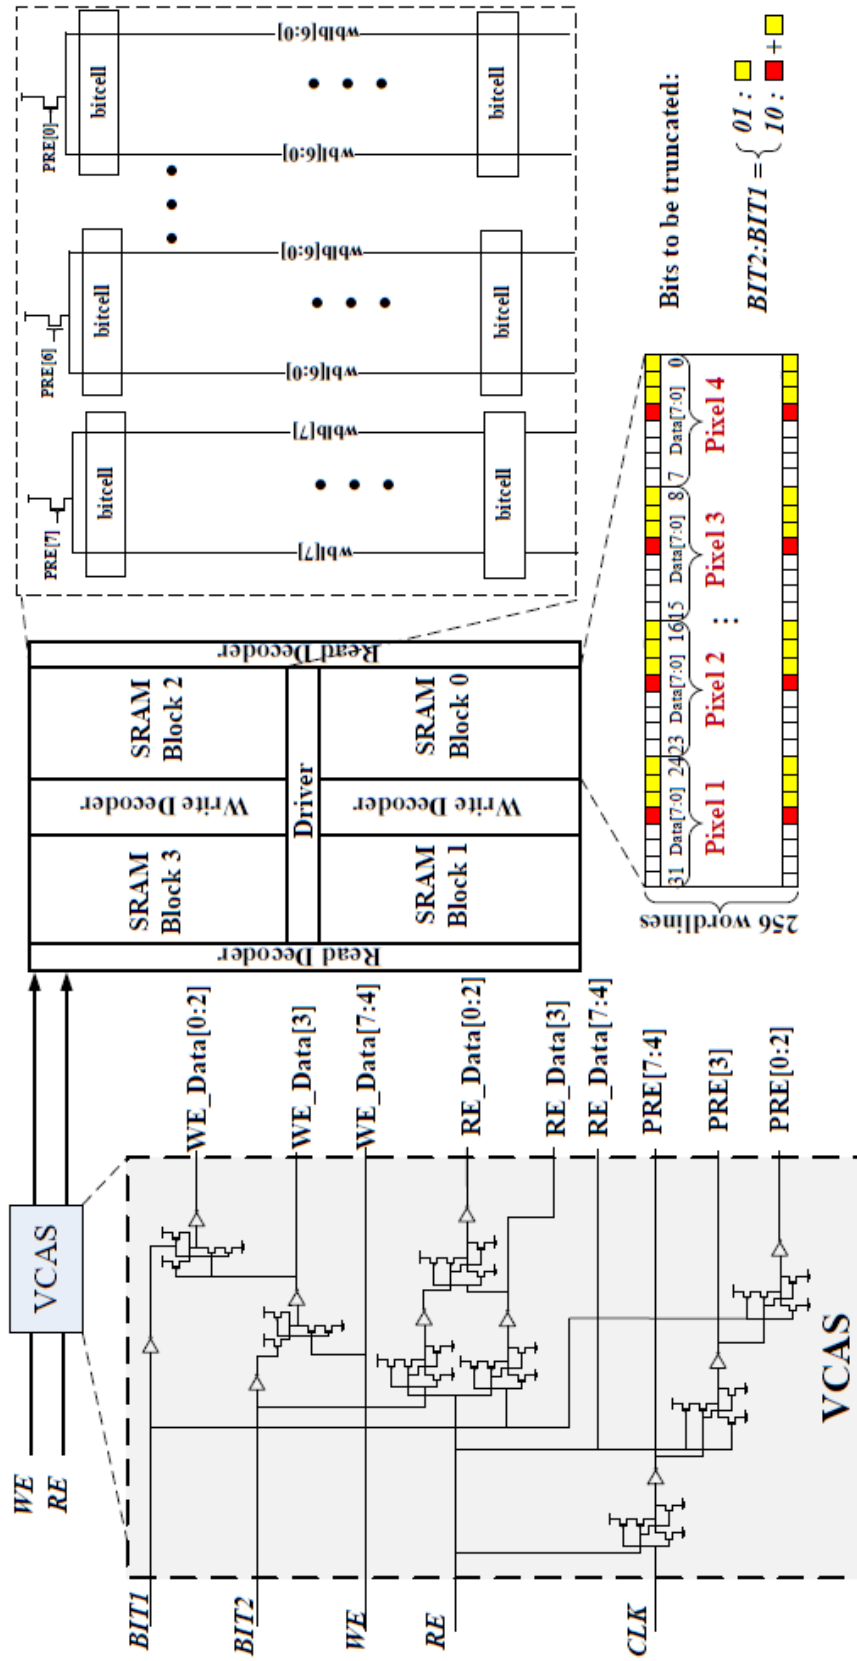 WE
RE
VCAS
BIT1
BIT2
WE
RE
CLK
WE_Data[0:2]
WE_Data[3]
WE_Data[7:4]
RE_Data[0:2]
RE_Data[3]
RE_Data[7:4]
PRE[7:4]
PRE[3]
PRE[0:2]
VCAS
Read Decoder
SRAM
Block 3
Write Decoder
SRAM
Block 2
Driver
SRAM
Block 1
Write Decoder
SRAM
Block 0
Read Decoder
PRE[7]
PRE[6]
PRE[0]
bitcell
bitcell
bitcell
wbl[7]
wblb[7]
wbl[6:0]
wblb[6:0]
wbl[6:0]
wblb[6:0]
bitcell
bitcell
bitcell
256 wordlines
31 Data[7:0] 24
23 Data[7:0] 16
15 Data[7:0] 8
7 Data[7:0] 0
Pixel 1
Pixel 2
Pixel 3
Pixel 4
Bits to be truncated:
BIT2:BIT1 =
01 :
10 : +